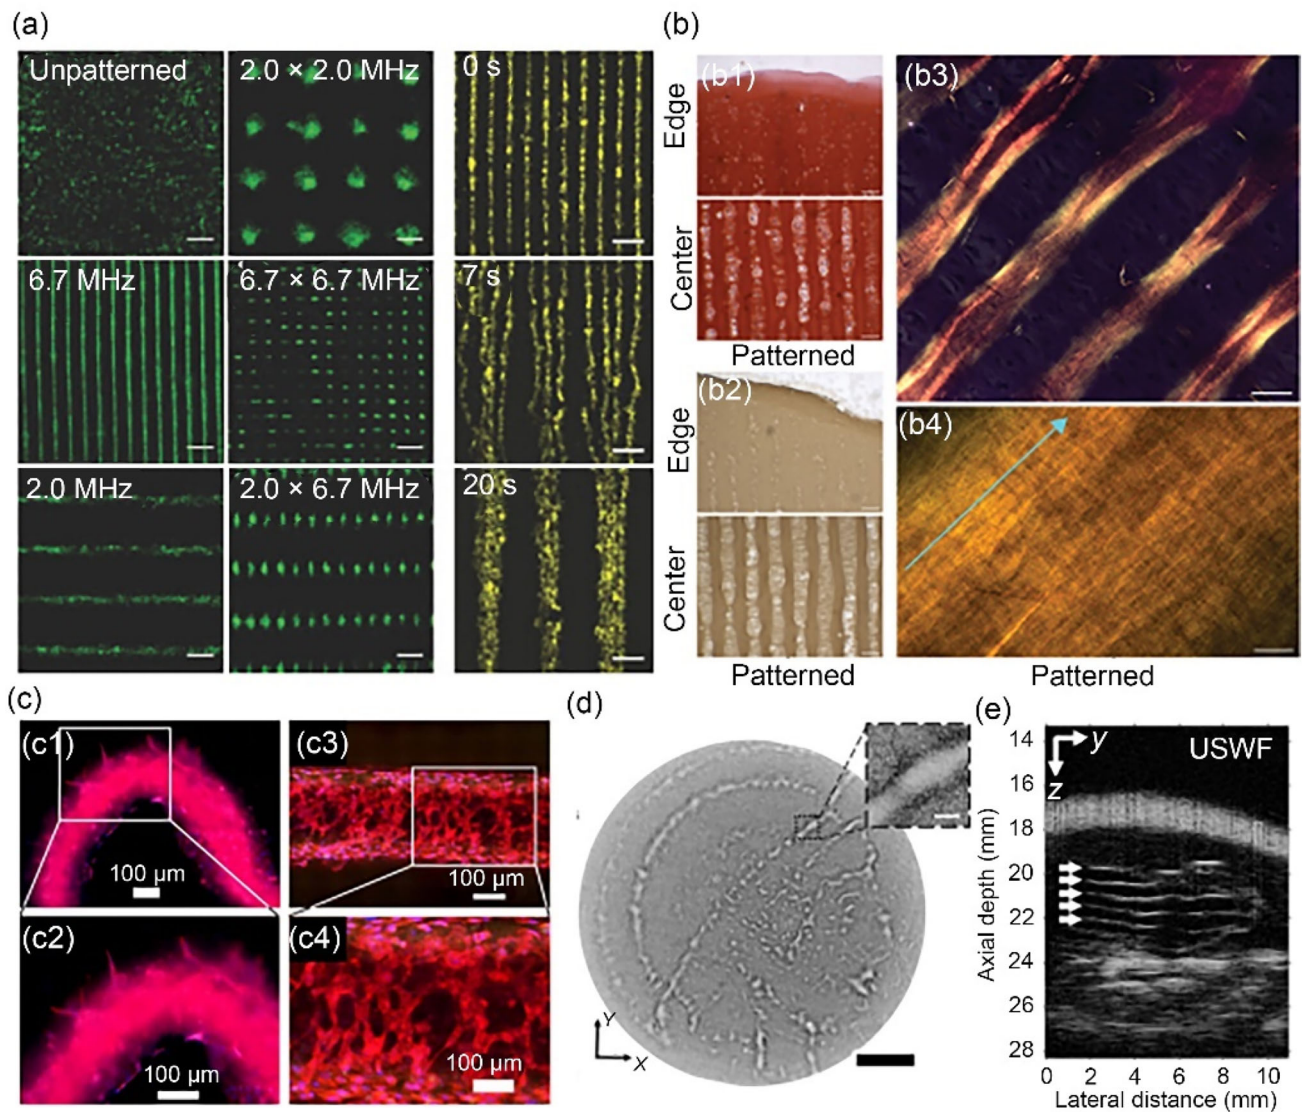 (a)
Unpatterned
2.0 × 2.0 MHz
0 s
6.7 MHz
6.7 × 6.7 MHz
7 s
2.0 MHz
2.0 × 6.7 MHz
20 s
(b)
(b1)
Edge
Center
Patterned
(b2)
Edge
Center
Patterned
(b3)
(b4)
Patterned
(c)
(c1)
100 µm
(c2)
100 µm
(c3)
100 µm
(c4)
100 µm
(d)
Y
X
(e)
USWF
y
z
Axial depth (mm)
14
16
18
20
22
24
26
28
0 2 4 6 8 10
Lateral distance (mm)